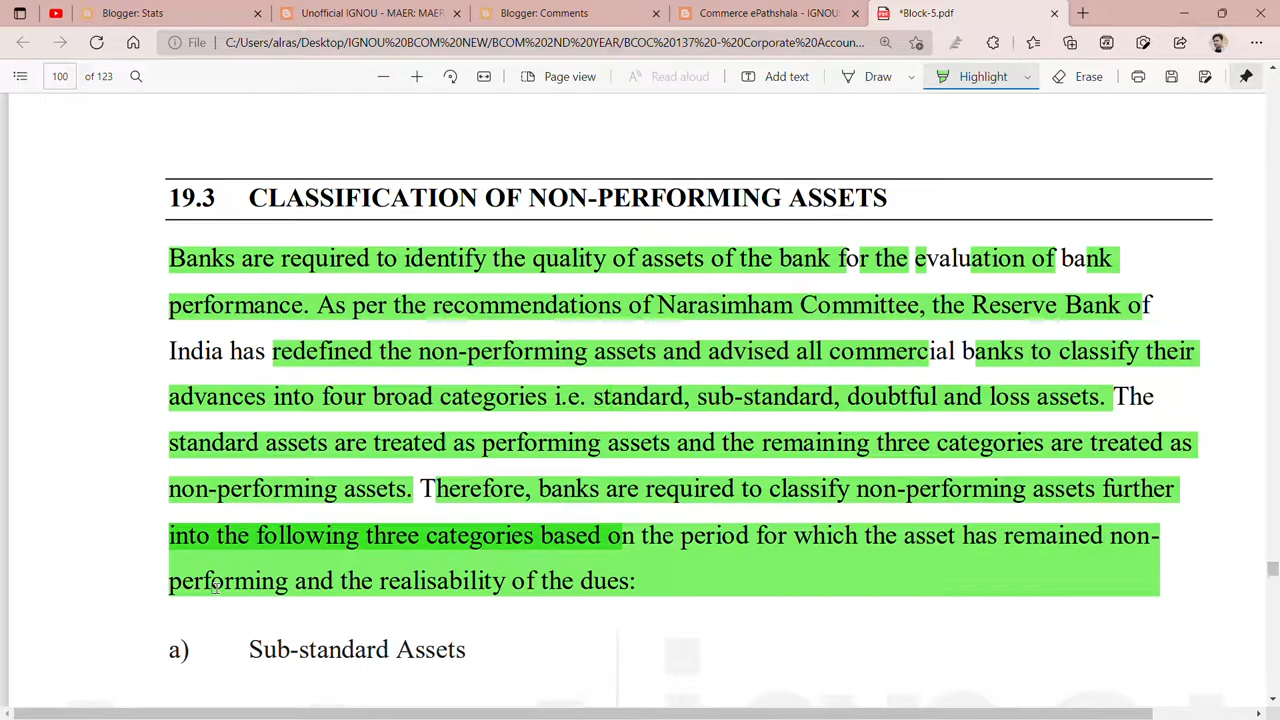 Blogger: Stats
Unofficial IGNOU - MAER: MAER
Blogger: Comments
Commerce ePathshala - IGNOUS
*Block-5.pdf
File
C:/Users/alras/Desktop/IGNOU%20BCOM%20NEW/BCOM%202ND%20YEAR/BCOC%20137%20-%20Corporate%20Accoun...
100 of 123
Page view
Read aloud
Add text
Draw
Highlight
Erase
19.3 CLASSIFICATION OF NON-PERFORMING ASSETS
Banks are required to identify the quality of assets of the bank for the evaluation of bank
performance. As per the recommendations of Narasimham Committee, the Reserve Bank of
India has redefined the non-performing assets and advised all commercial banks to classify their
advances into four broad categories i.e. standard, sub-standard, doubtful and loss assets. The
standard assets are treated as performing assets and the remaining three categories are treated as
non-performing assets. Therefore, banks are required to classify non-performing assets further
into the following three categories based on the period for which the asset has remained non-
performing and the realisability of the dues:
a) Sub-standard Assets